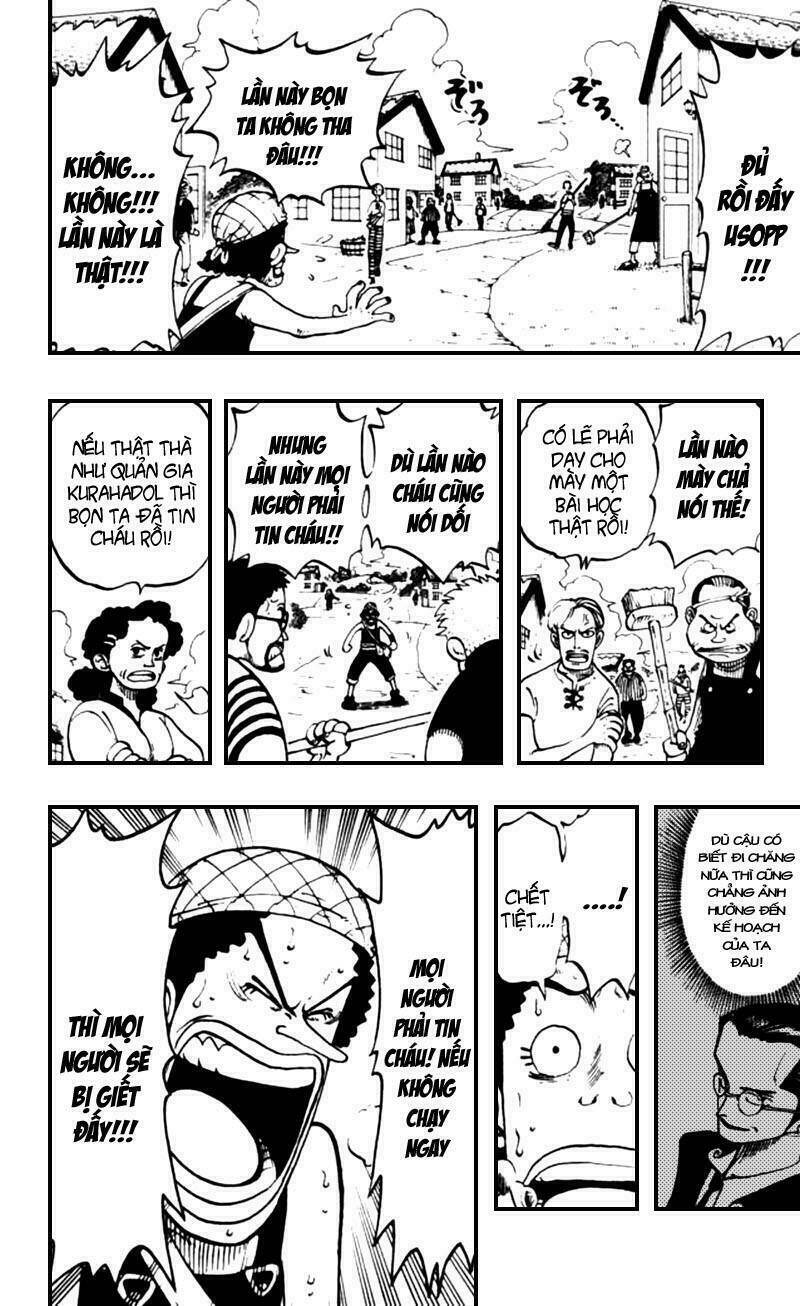 ĐỦ
RỒI ĐẤY
USOPP
!!!
ぞろ...
ぞろ
LẦN NÀY BỌN
TA KHÔNG THA
ĐÂU!!!
KHÔNG...
KHÔNG!!!
LẦN NÀY LÀ
THẬT!!!
LẦN NÀO
MÀY CHẢ
NÓI THẾ!
CÓ LẼ PHẢI
DẠY CHO
MÀY MỘT
BÀI HỌC
THẬT RỒI!
DÙ LẦN NÀO
CHÁU CŨNG
NÓI DỐI
NHƯNG
LẦN NÀY MỌI
NGƯỜI PHẢI
TIN CHÁU!!
NẾU THẬT THÀ
NHƯ QUẢN GIA
KURAHADOL THÌ
BỌN TA ĐÃ TIN
CHÁU RỒI!
DÙ CẬU CÓ
BIẾT ĐI CHĂNG
NỮA THÌ CŨNG
CHẲNG ẢNH
HƯỞNG ĐẾN
KẾ HOẠCH
CỦA TA
ĐÂU!
.....!
CHẾT
TIỆT...!
MỌI
NGƯỜI
PHẢI TIN
CHÁU! NẾU
KHÔNG
CHẠY
NGAY
THÌ MỌI
NGƯỜI SẼ
BỊ GIẾT
ĐẤY!!!